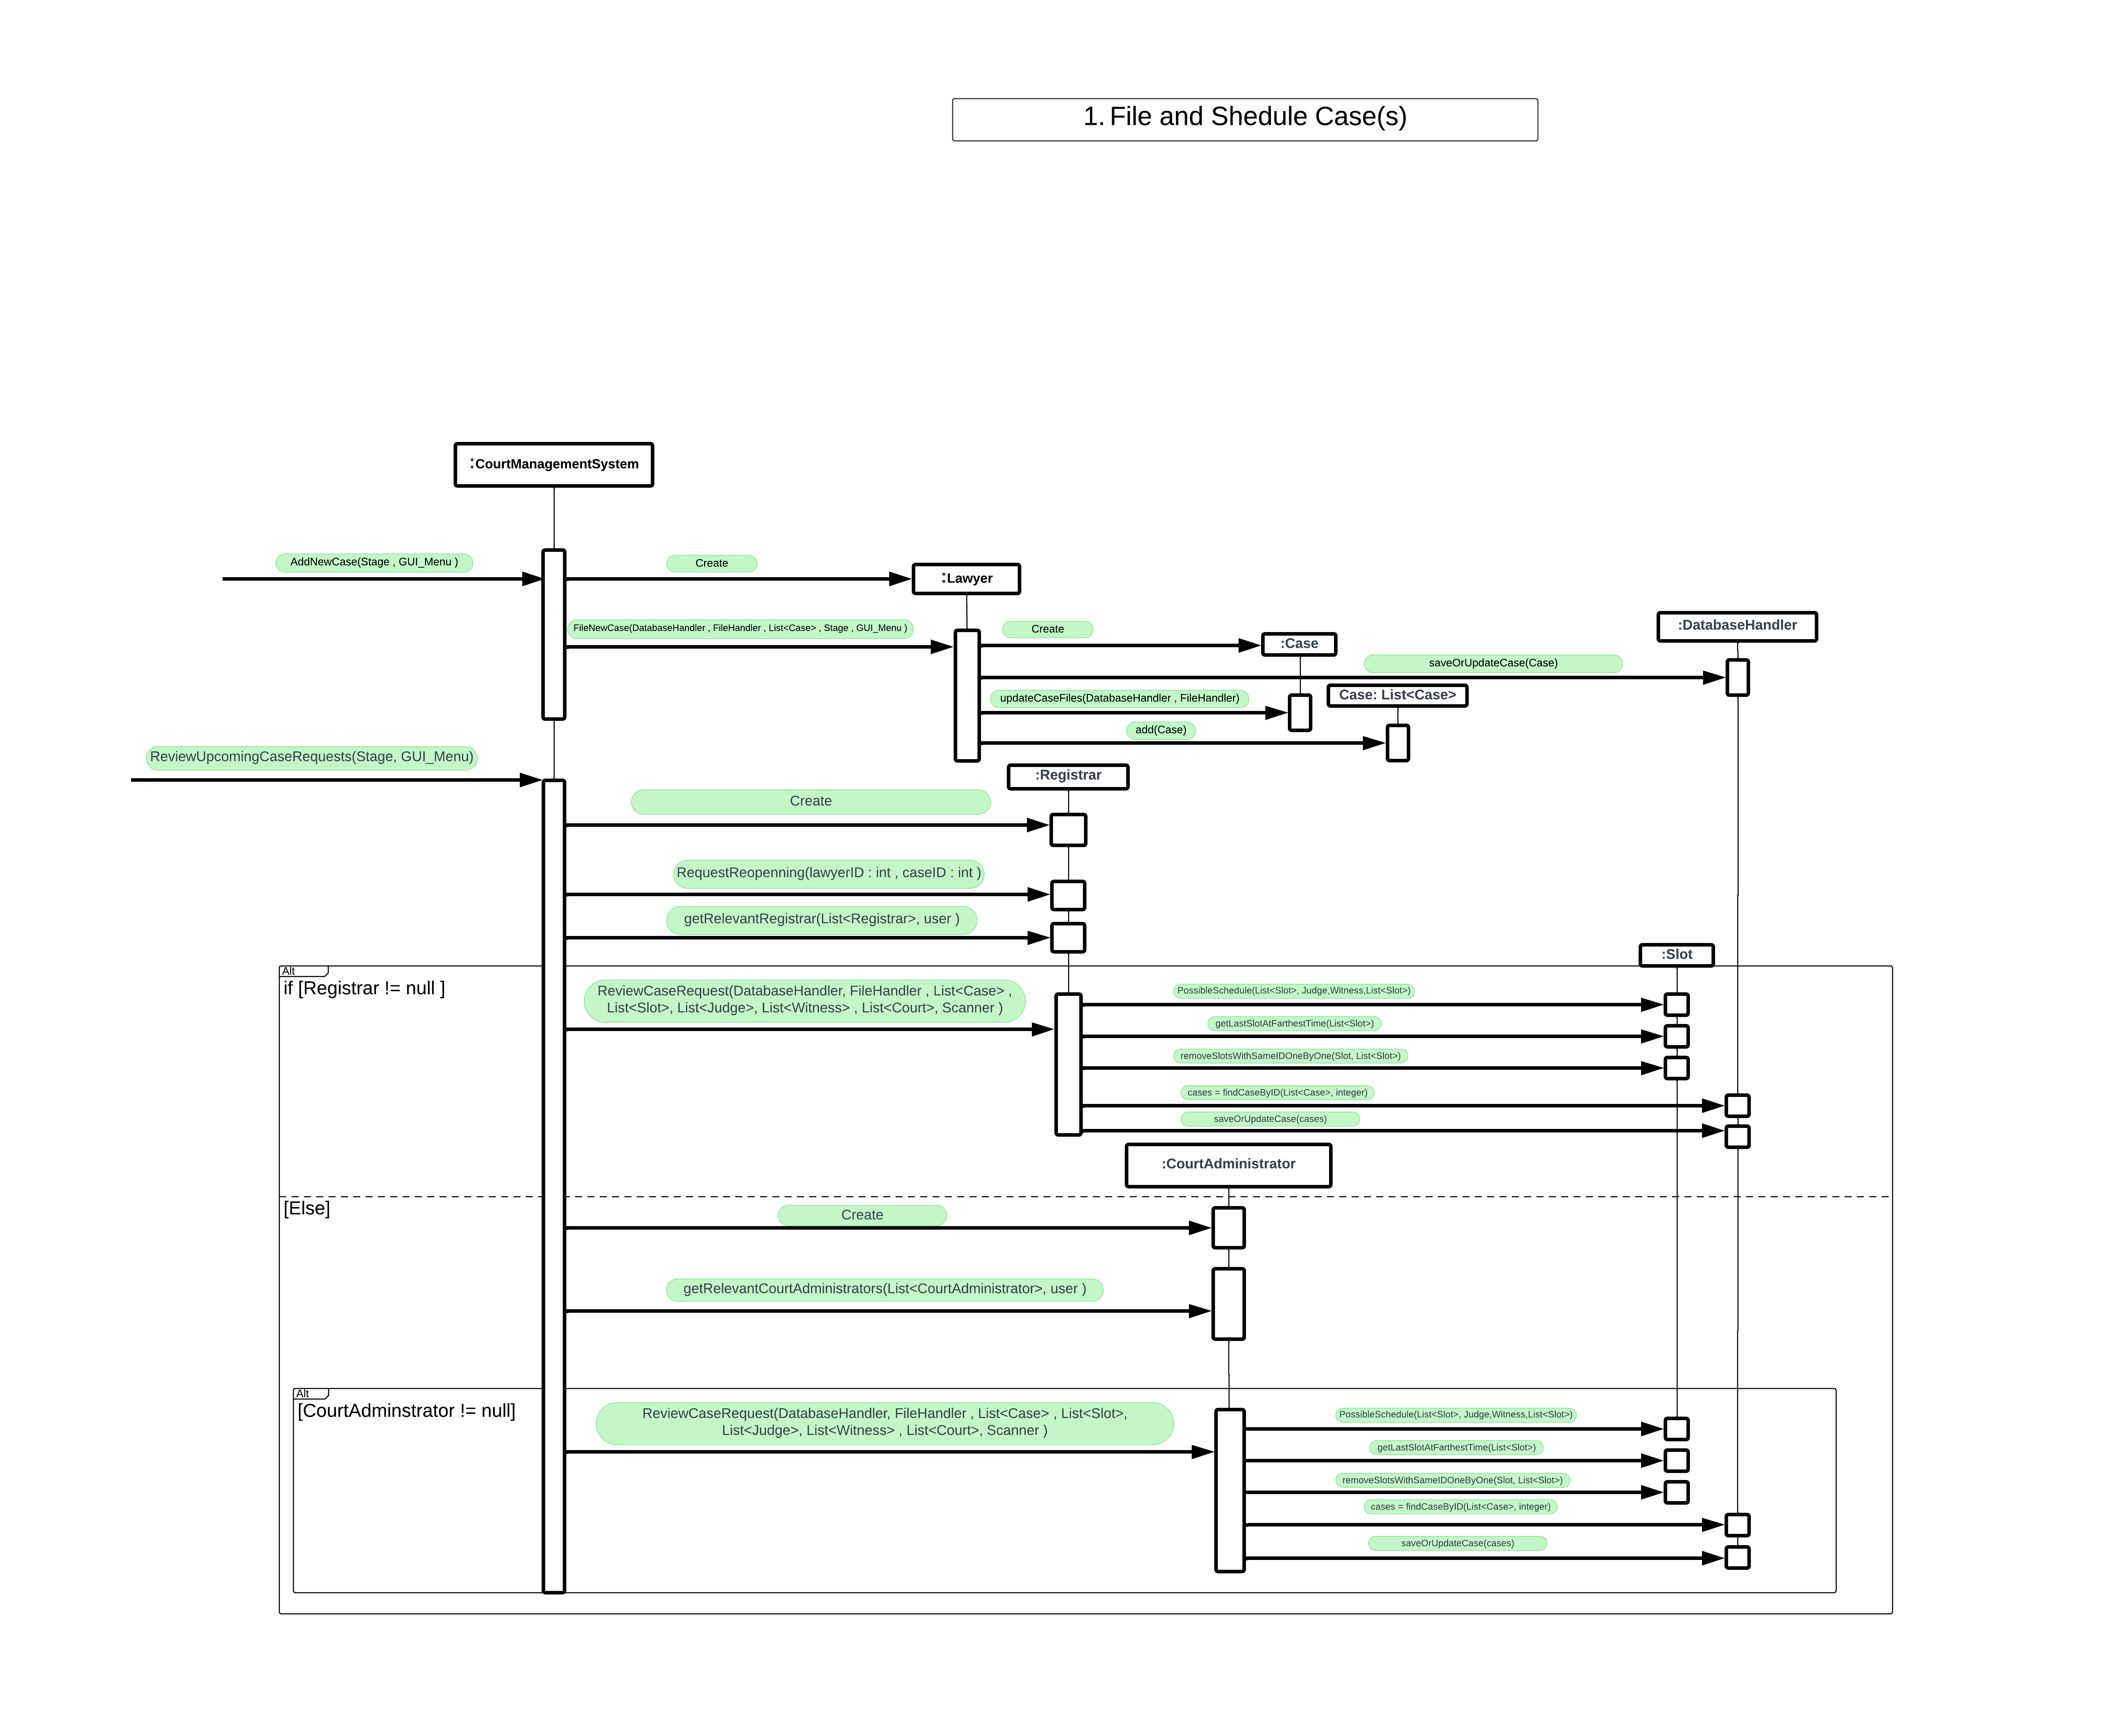 1. File and Shedule Case(s)
:CourtManagementSystem
AddNewCase(Stage , GUI_Menu )
Create
:Lawyer
FileNewCase(DatabaseHandler , FileHandler , List<Case> , Stage , GUI_Menu )
Create
:Case
:DatabaseHandler
saveOrUpdateCase(Case)
updateCaseFiles(DatabaseHandler , FileHandler)
Case: List<Case>
add(Case)
ReviewUpcomingCaseRequests(Stage, GUI_Menu)
:Registrar
Create
RequestReopenning(lawyerID : int , caseID : int )
getRelevantRegistrar(List<Registrar>, user )
:Slot
Alt
if [Registrar != null ]
ReviewCaseRequest(DatabaseHandler, FileHandler , List<Case> ,
List<Slot>, List<Judge>, List<Witness> , List<Court>, Scanner )
PossibleSchedule(List<Slot>, Judge,Witness,List<Slot>)
getLastSlotAtFarthestTime(List<Slot>)
removeSlotsWithSameIDOneByOne(Slot, List<Slot>)
cases = findCaseByID(List<Case>, integer)
saveOrUpdateCase(cases)
:CourtAdministrator
[Else]
Create
getRelevantCourtAdministrators(List<CourtAdministrator>, user )
Alt
[CourtAdminstrator != null]
ReviewCaseRequest(DatabaseHandler, FileHandler , List<Case> , List<Slot>,
List<Judge>, List<Witness> , List<Court>, Scanner )
PossibleSchedule(List<Slot>, Judge,Witness,List<Slot>)
getLastSlotAtFarthestTime(List<Slot>)
removeSlotsWithSameIDOneByOne(Slot, List<Slot>)
cases = findCaseByID(List<Case>, integer)
saveOrUpdateCase(cases)